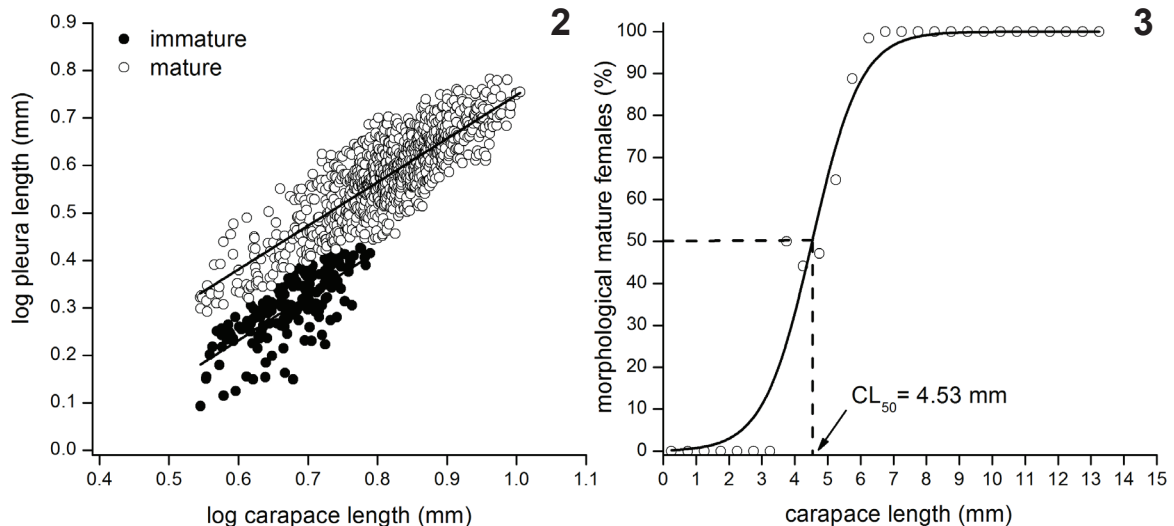 2
immature
mature
0.9
0.8
0.7
0.6
0.5
0.4
0.3
0.2
0.1
0.0
log pleura length (mm)
0.4 0.5 0.6 0.7 0.8 0.9 1.0 1.1
log carapace length (mm)
3
100
90
80
70
60
50
40
30
20
10
0
morphological mature females (%)
CL50= 4.53 mm
0 1 2 3 4 5 6 7 8 9 10 11 12 13 14 15
carapace length (mm)